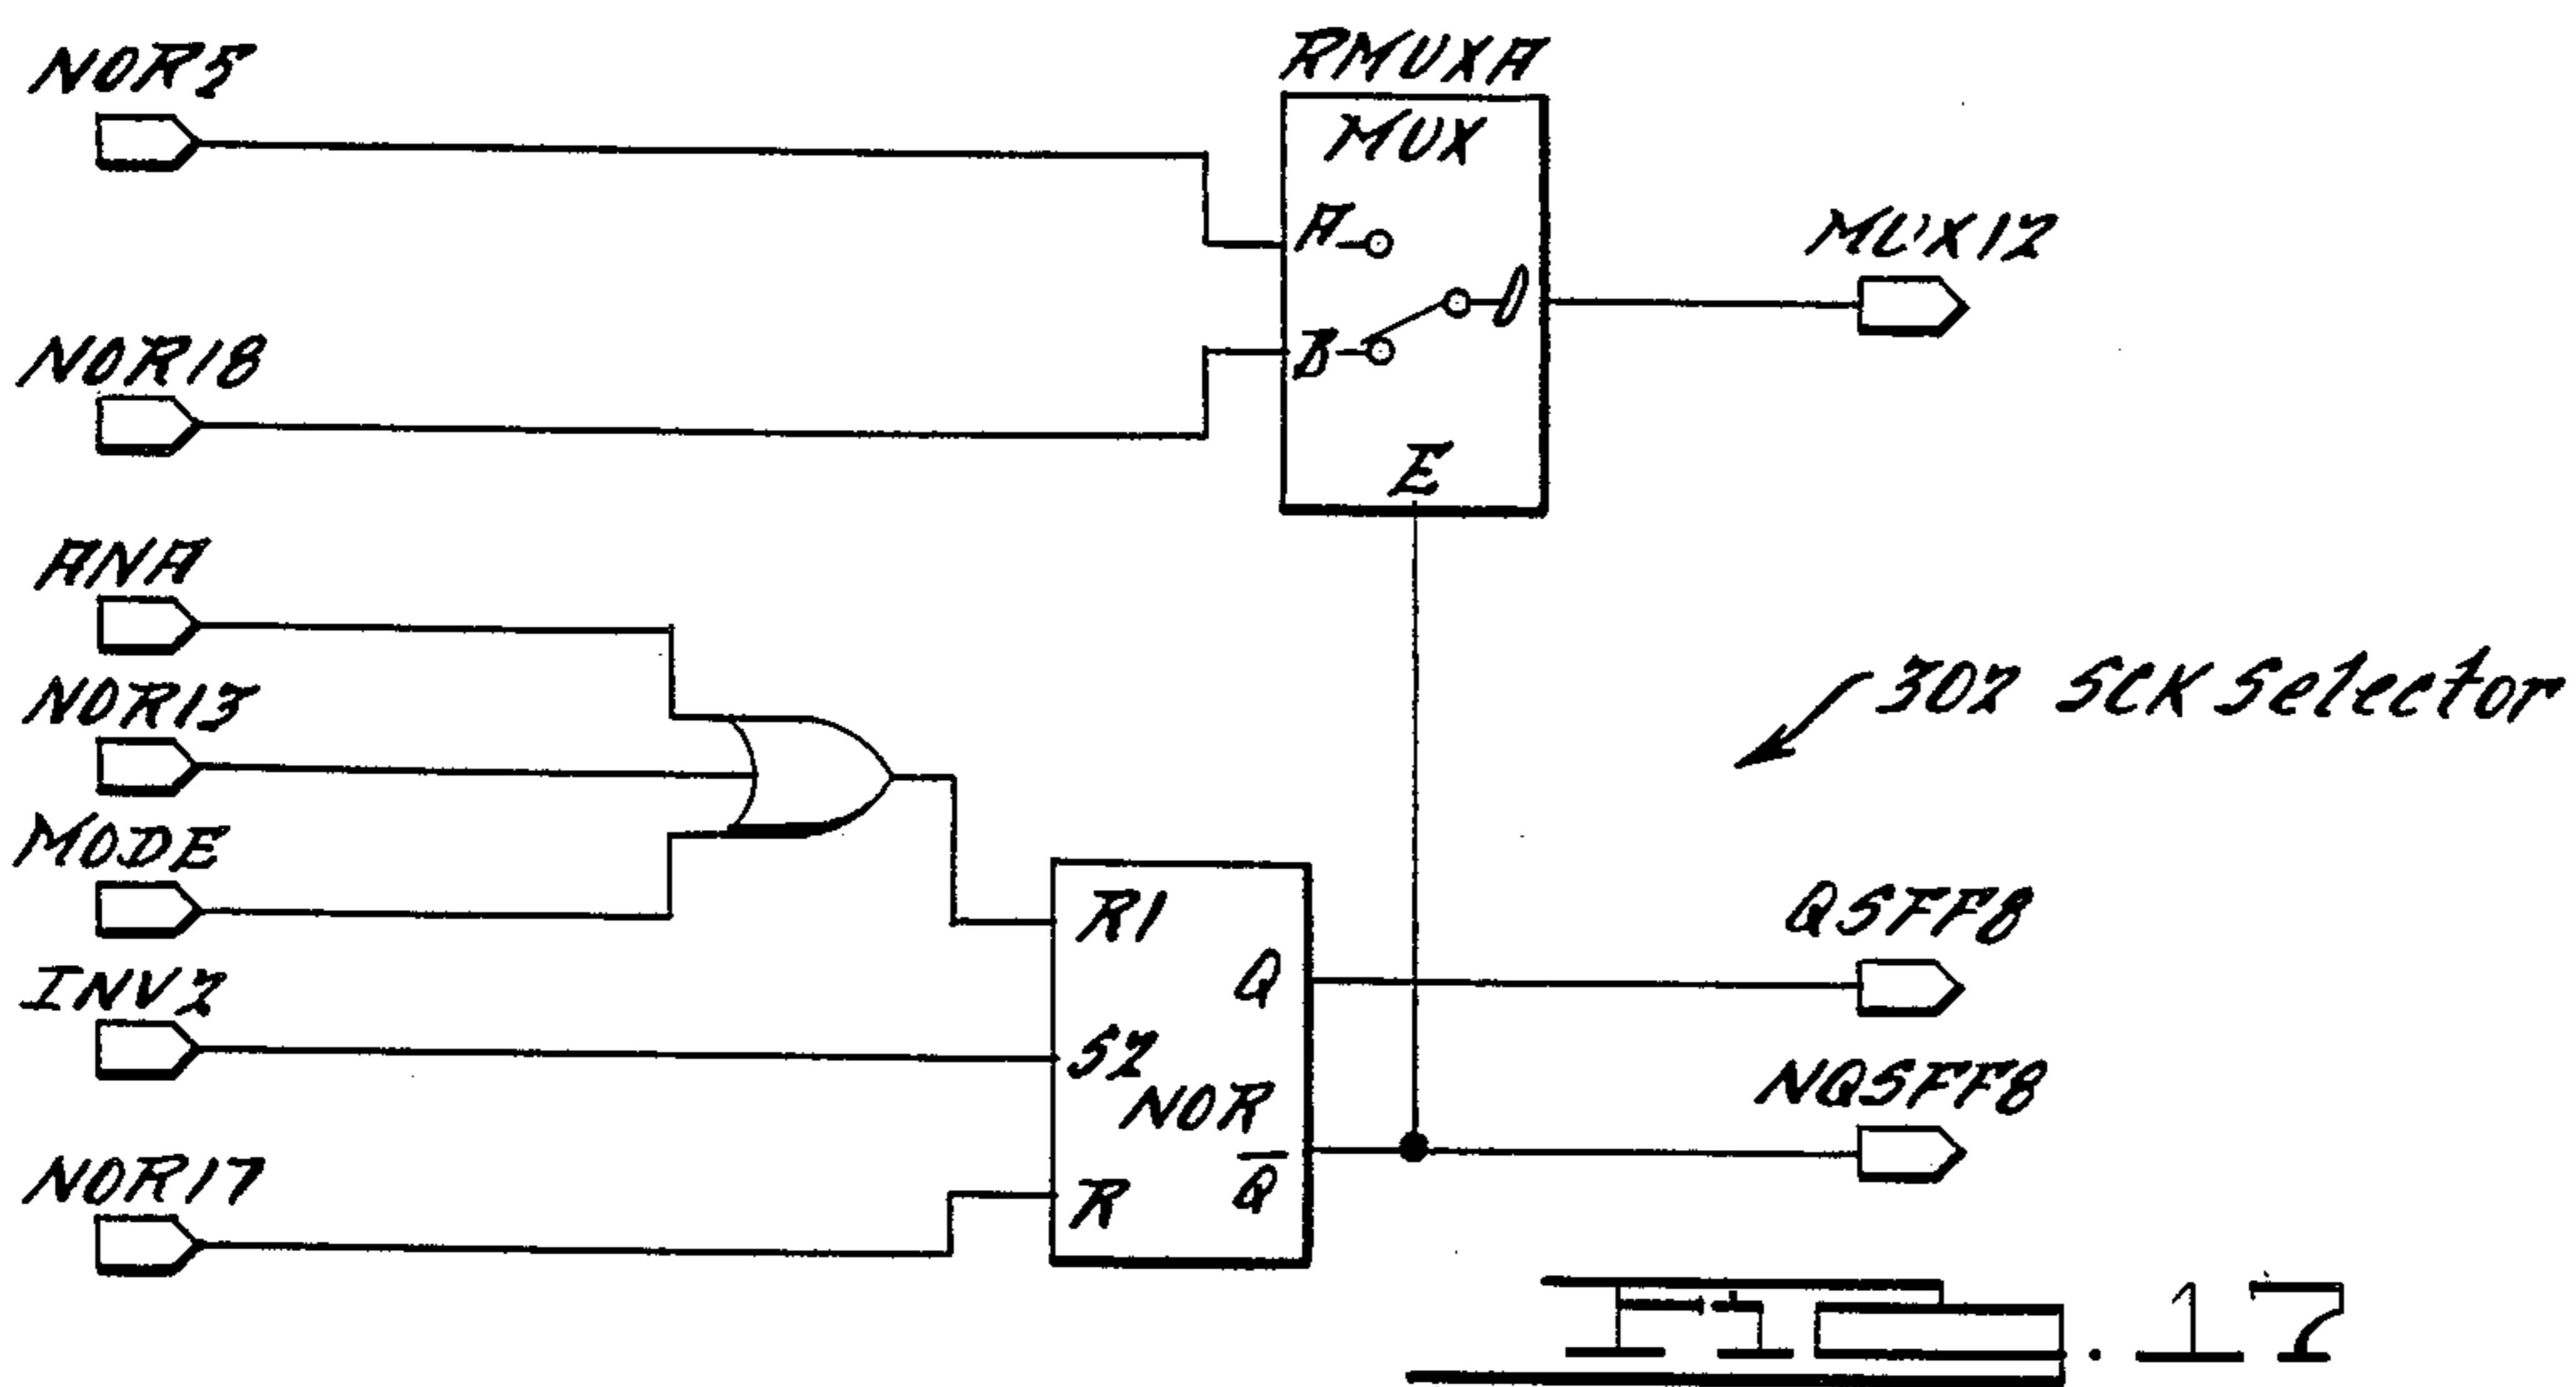 NOR5
RMUXA
MUX
A
MUX12
O
NOR18
B
E
ANA
NOR13
302 SCK Selector
MODE
R1
QSFF8
Q
INV2
S2
NQSFF8
NOR
NOR17
R
Q̅
Fig. 17